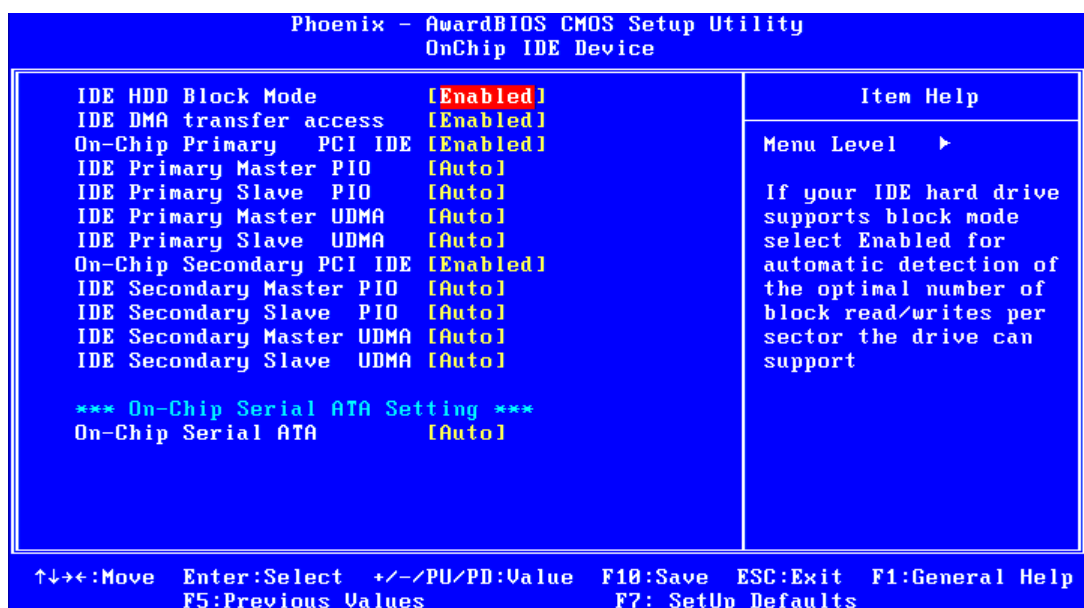 Phoenix - AwardBIOS CMOS Setup Utility
OnChip IDE Device
IDE HDD Block Mode [Enabled]
IDE DMA transfer access [Enabled]
On-Chip Primary PCI IDE [Enabled]
IDE Primary Master PIO [Auto]
IDE Primary Slave PIO [Auto]
IDE Primary Master UDMA [Auto]
IDE Primary Slave UDMA [Auto]
On-Chip Secondary PCI IDE [Enabled]
IDE Secondary Master PIO [Auto]
IDE Secondary Slave PIO [Auto]
IDE Secondary Master UDMA [Auto]
IDE Secondary Slave UDMA [Auto]
*** On-Chip Serial ATA Setting ***
On-Chip Serial ATA [Auto]
Item Help
Menu Level ►
If your IDE hard drive
supports block mode
select Enabled for
automatic detection of
the optimal number of
block read/writes per
sector the drive can
support
↑↓→←:Move Enter:Select +/-/PU/PD:Value F10:Save ESC:Exit F1:General Help
F5:Previous Values F7: SetUp Defaults